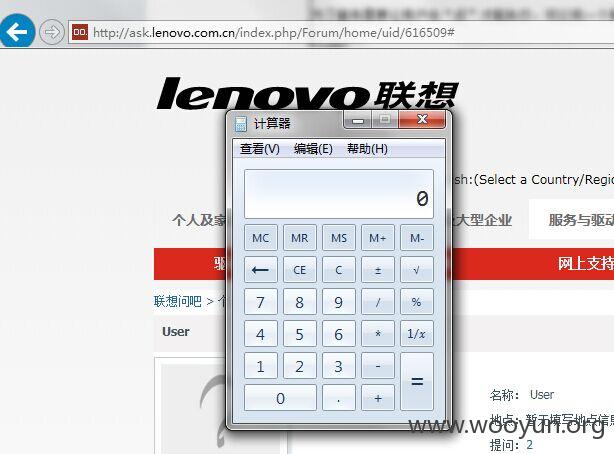 http://ask.lenovo.com.cn/index.php/Forum/home/uid/616509#
lenovo联想
计算器
查看(V) 编辑(E) 帮助(H)
0
sh:(Select a Country/Regio
个人及家
大型企业
服务与驱动
MC MR MS M+ M-
← CE C ± √
7 8 9 / %
4 5 6 * 1/x
1 2 3 - =
0 . +
网上支持
联想问吧 > 个
User
名称: User
地点: 暂无填写地点信息
提问: 2
www.wooyun.org